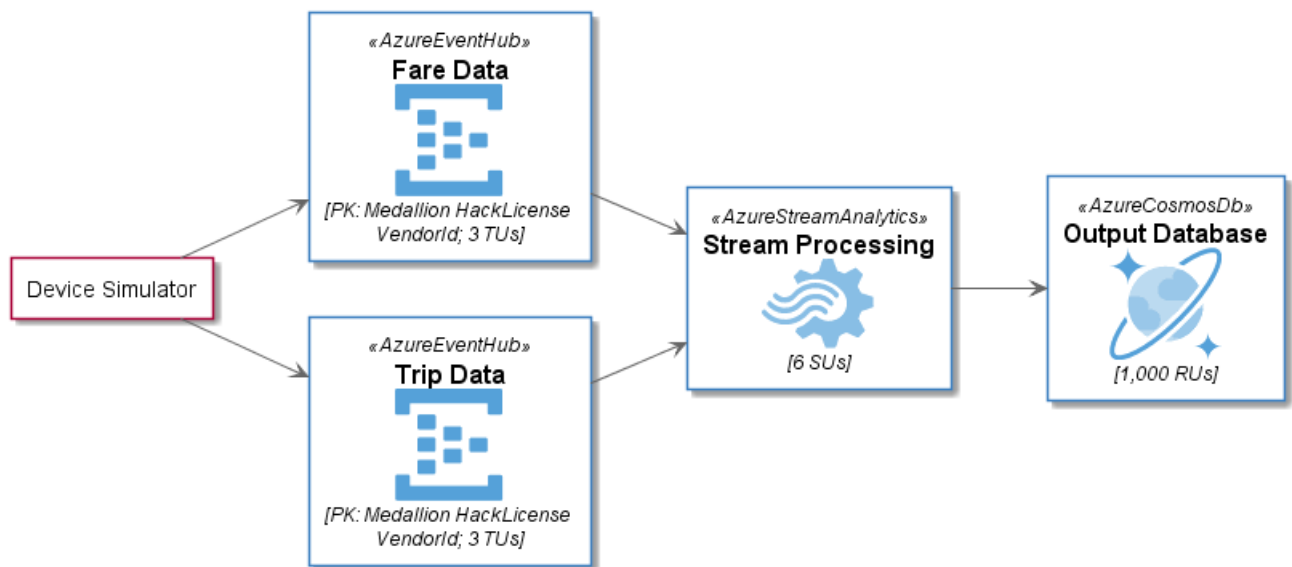 Device Simulator
«AzureEventHub»
Fare Data
[PK: Medallion HackLicense
VendorId; 3 TUs]
«AzureEventHub»
Trip Data
[PK: Medallion HackLicense
VendorId; 3 TUs]
«AzureStreamAnalytics»
Stream Processing
[6 SUs]
«AzureCosmosDb»
Output Database
[1,000 RUs]